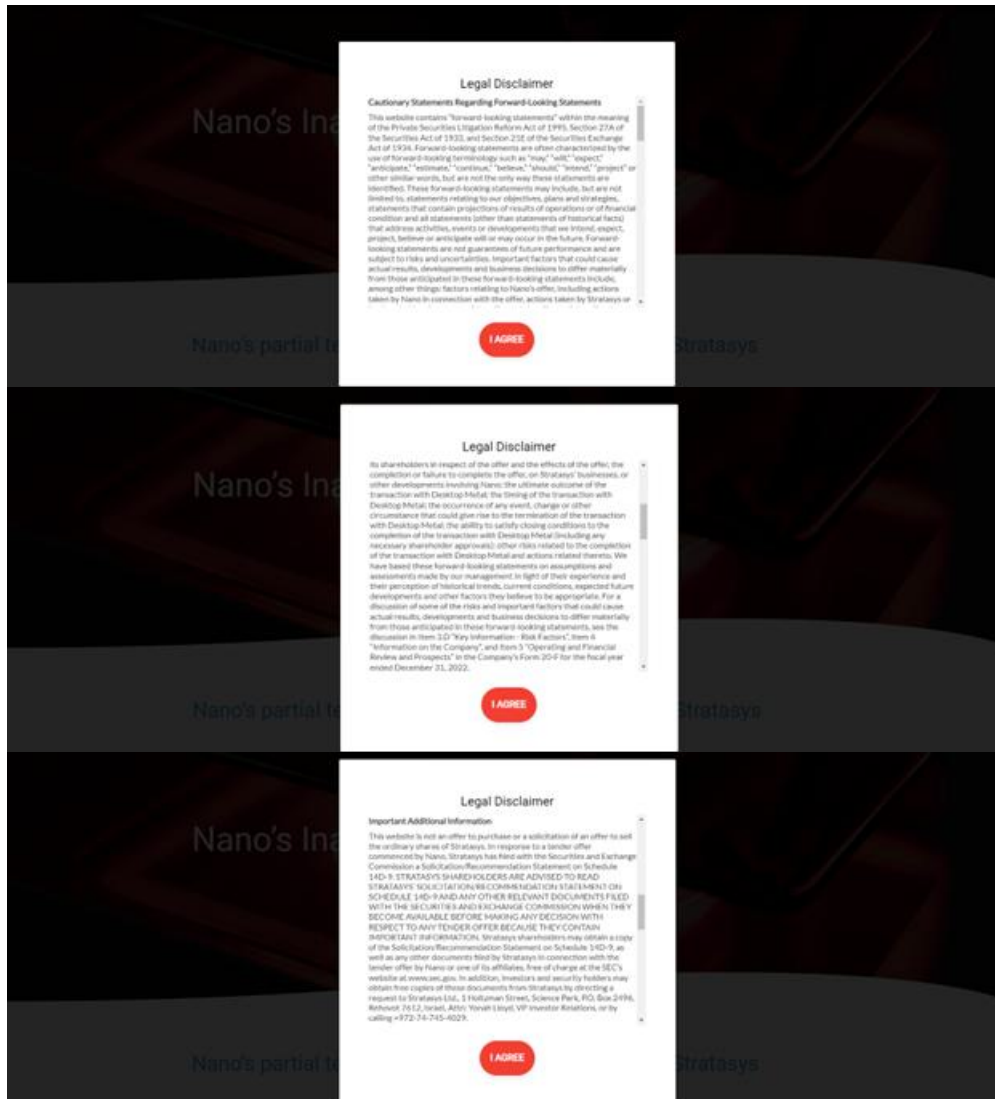 Legal Disclaimer
Cautionary Statements Regarding Forward-Looking Statements
This website contains "forward-looking statements" within the meaning
of the Private Securities Litigation Reform Act of 1995, Section 27A of
the Securities Act of 1933, and Section 21E of the Securities Exchange
Act of 1934. Forward-looking statements are often characterized by the
use of forward-looking terminology such as "may," "will," "expect,"
"anticipate," "estimate," "continue," "believe," "should," "intend," "project" or
other similar words, but are not the only way these statements are
identified. These forward-looking statements may include, but are not
limited to, statements relating to our objectives, plans and strategies,
statements that contain projections of results of operations or of financial
condition and all statements (other than statements of historical facts)
that address activities, events or developments that we intend, expect,
project, believe or anticipate will or may occur in the future. Forward-
looking statements are not guarantees of future performance and are
subject to risks and uncertainties. Important factors that could cause
actual results, developments and business decisions to differ materially
from those anticipated in these forward-looking statements include,
among other things: factors relating to Nano's offer, including actions
taken by Nano in connection with the offer, actions taken by Stratasys or
Nano's Ina
I AGREE
Nano's partial te
Stratasys
Legal Disclaimer
its shareholders in respect of the offer and the effects of the offer, the
completion or failure to complete the offer, on Stratasys' businesses, or
other developments involving Nano; the ultimate outcome of the
transaction with Desktop Metal; the timing of the transaction with
Desktop Metal; the occurrence of any event, change or other
circumstance that could give rise to the termination of the transaction
with Desktop Metal; the ability to satisfy closing conditions to the
completion of the transaction with Desktop Metal (including any
necessary shareholder approvals); other risks related to the completion
of the transaction with Desktop Metal and actions related thereto. We
have based these forward-looking statements on assumptions and
assessments made by our management in light of their experience and
their perception of historical trends, current conditions, expected future
developments and other factors they believe to be appropriate. For a
discussion of some of the risks and important factors that could cause
actual results, developments and business decisions to differ materially
from those anticipated in these forward-looking statements, see the
discussion in Item 3.D "Key Information - Risk Factors", Item 4
"Information on the Company", and Item 5 "Operating and Financial
Review and Prospects" in the Company's Form 20-F for the fiscal year
ended December 31, 2022.
Nano's Ina
I AGREE
Nano's partial te
Stratasys
Legal Disclaimer
Important Additional Information
This website is not an offer to purchase or a solicitation of an offer to sell
the ordinary shares of Stratasys. In response to a tender offer
commenced by Nano, Stratasys has filed with the Securities and Exchange
Commission a Solicitation/Recommendation Statement on Schedule
14D-9. STRATASYS SHAREHOLDERS ARE ADVISED TO READ
STRATASYS' SOLICITATION/RECOMMENDATION STATEMENT ON
SCHEDULE 14D-9 AND ANY OTHER RELEVANT DOCUMENTS FILED
WITH THE SECURITIES AND EXCHANGE COMMISSION WHEN THEY
BECOME AVAILABLE BEFORE MAKING ANY DECISION WITH
RESPECT TO ANY TENDER OFFER BECAUSE THEY CONTAIN
IMPORTANT INFORMATION. Stratasys shareholders may obtain a copy
of the Solicitation/Recommendation Statement on Schedule 14D-9, as
well as any other documents filed by Stratasys in connection with the
tender offer by Nano or one of its affiliates, free of charge at the SEC's
website at www.sec.gov. In addition, investors and security holders may
obtain free copies of these documents from Stratasys by directing a
request to Stratasys Ltd., 1 Holtzman Street, Science Park, P.O. Box 2496,
Rehovot 7612, Israel, Attn: Yonah Lloyd, VP Investor Relations, or by
calling +972-74-745-4029.
Nano's Ina
I AGREE
Nano's partial te
Stratasys